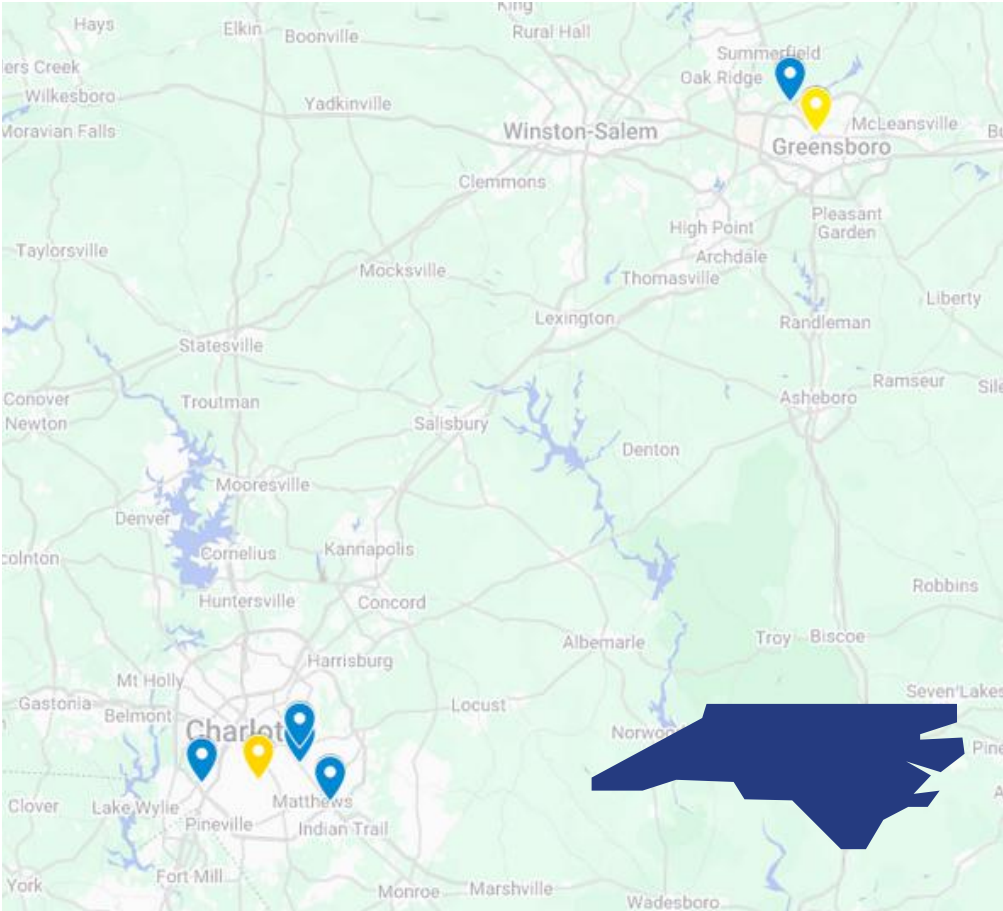 King
Hays
Elkin
Boonville
Rural Hall
Summerfield
ers Creek
Oak Ridge
Wilkesboro
Yadkinville
Moravian Falls
Winston-Salem
McLeansville
Greensboro
Clemmons
Pleasant
Garden
High Point
Taylorsville
Archdale
Mocksville
Thomasville
Liberty
Lexington
Randleman
Statesville
Ramseur
Conover
Troutman
Asheboro
Newton
Salisbury
Denton
Mooresville
Denver
Cornelius
Kannapolis
colnton
Robbins
Huntersville
Concord
Albemarle
Troy
Biscoe
Harrisburg
Mt Holly
Gastonia
Seven Lakes
Locust
Belmont
Charlot
Norwoo
Pine
Clover
Lake Wylie
Matthews
Pineville
Indian Trail
Fort Mill
York
Monroe
Marshville
Wadesboro